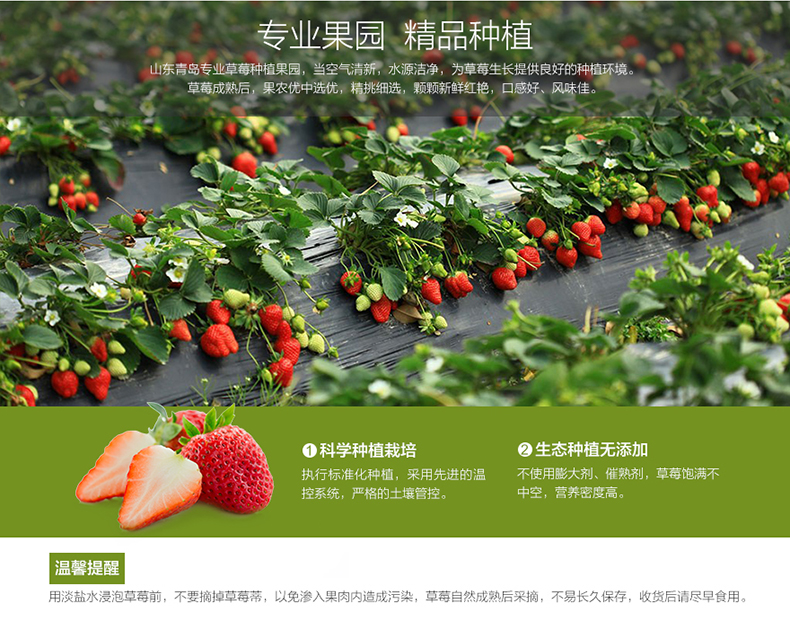 专业果园 精品种植
山东青岛专业草莓种植果园，当空气清新，水源洁净，为草莓生长提供良好的种植环境。
草莓成熟后，果农优中选优，精挑细选，颗颗新鲜红艳，口感好、风味佳。
❶科学种植栽培
执行标准化种植，采用先进的温
控系统，严格的土壤管控。
❷生态种植无添加
不使用膨大剂、催熟剂，草莓饱满不
中空，营养密度高。
温馨提醒
用淡盐水浸泡草莓前，不要摘掉草莓蒂，以免渗入果肉内造成污染，草莓自然成熟后采摘，不易长久保存，收货后请尽早食用。